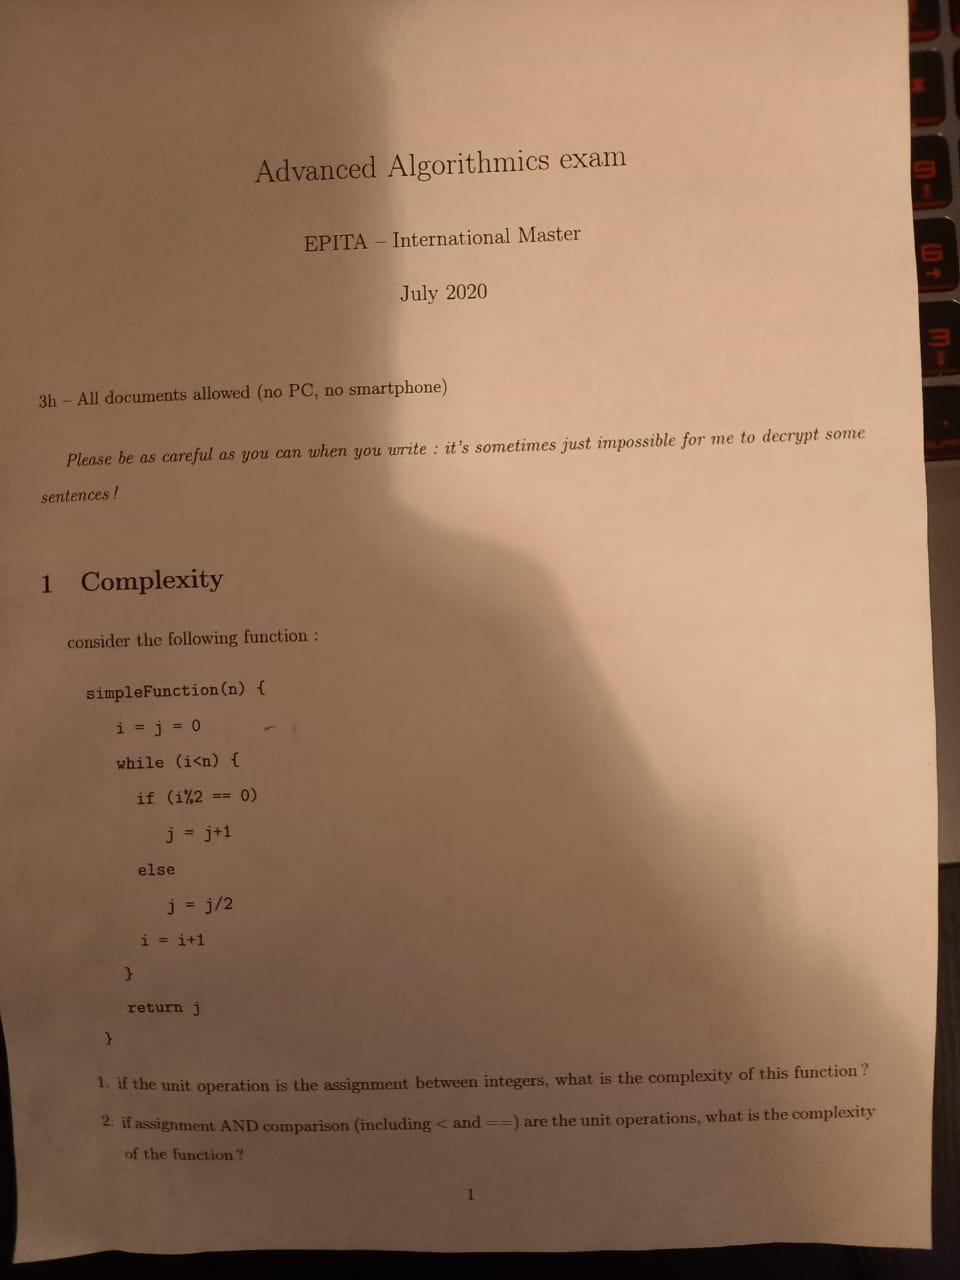 Advanced Algorithmics exam
EPITA – International Master
July 2020
3h – All documents allowed (no PC, no smartphone)
Please be as careful as you can when you write : it's sometimes just impossible for me to decrypt some
sentences !
1 Complexity
consider the following function :
simpleFunction(n) {
i = j = 0
while (i<n) {
if (i%2 == 0)
j = j+1
else
j = j/2
i = i+1
}
return j
}
1. if the unit operation is the assignment between integers, what is the complexity of this function ?
2. if assignment AND comparison (including < and ==) are the unit operations, what is the complexity
of the function ?
1
9
6
3